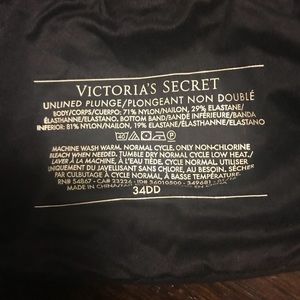 VICTORIA'S SECRET
UNLINED PLUNGE/PLONGEANT NON DOUBLÉ
BODY/CORPS/CUERPO: 71% NYLON/NAILON, 29% ELASTANE/
ÉLASTHANNE/ELASTANO. BOTTOM BAND/BANDE INFÉRIEURE/BANDA
INFERIOR: 81% NYLON/NAILON, 19% ELASTANE/ÉLASTHANNE/ELASTANO
MACHINE WASH WARM, NORMAL CYCLE, ONLY NON-CHLORINE
BLEACH WHEN NEEDED. TUMBLE DRY NORMAL CYCLE LOW HEAT./
LAVER À LA MACHINE, À L'EAU TIÈDE, CYCLE NORMAL. UTILISER
UNIQUEMENT DU JAVELLISANT SANS CHLORE, AU BESOIN. SÉCHER
PAR CULBUTAGE À CYCLE NORMAL, À BASSE TEMPÉRATURE.
RN# 54867 - CA#
MADE IN
34DD